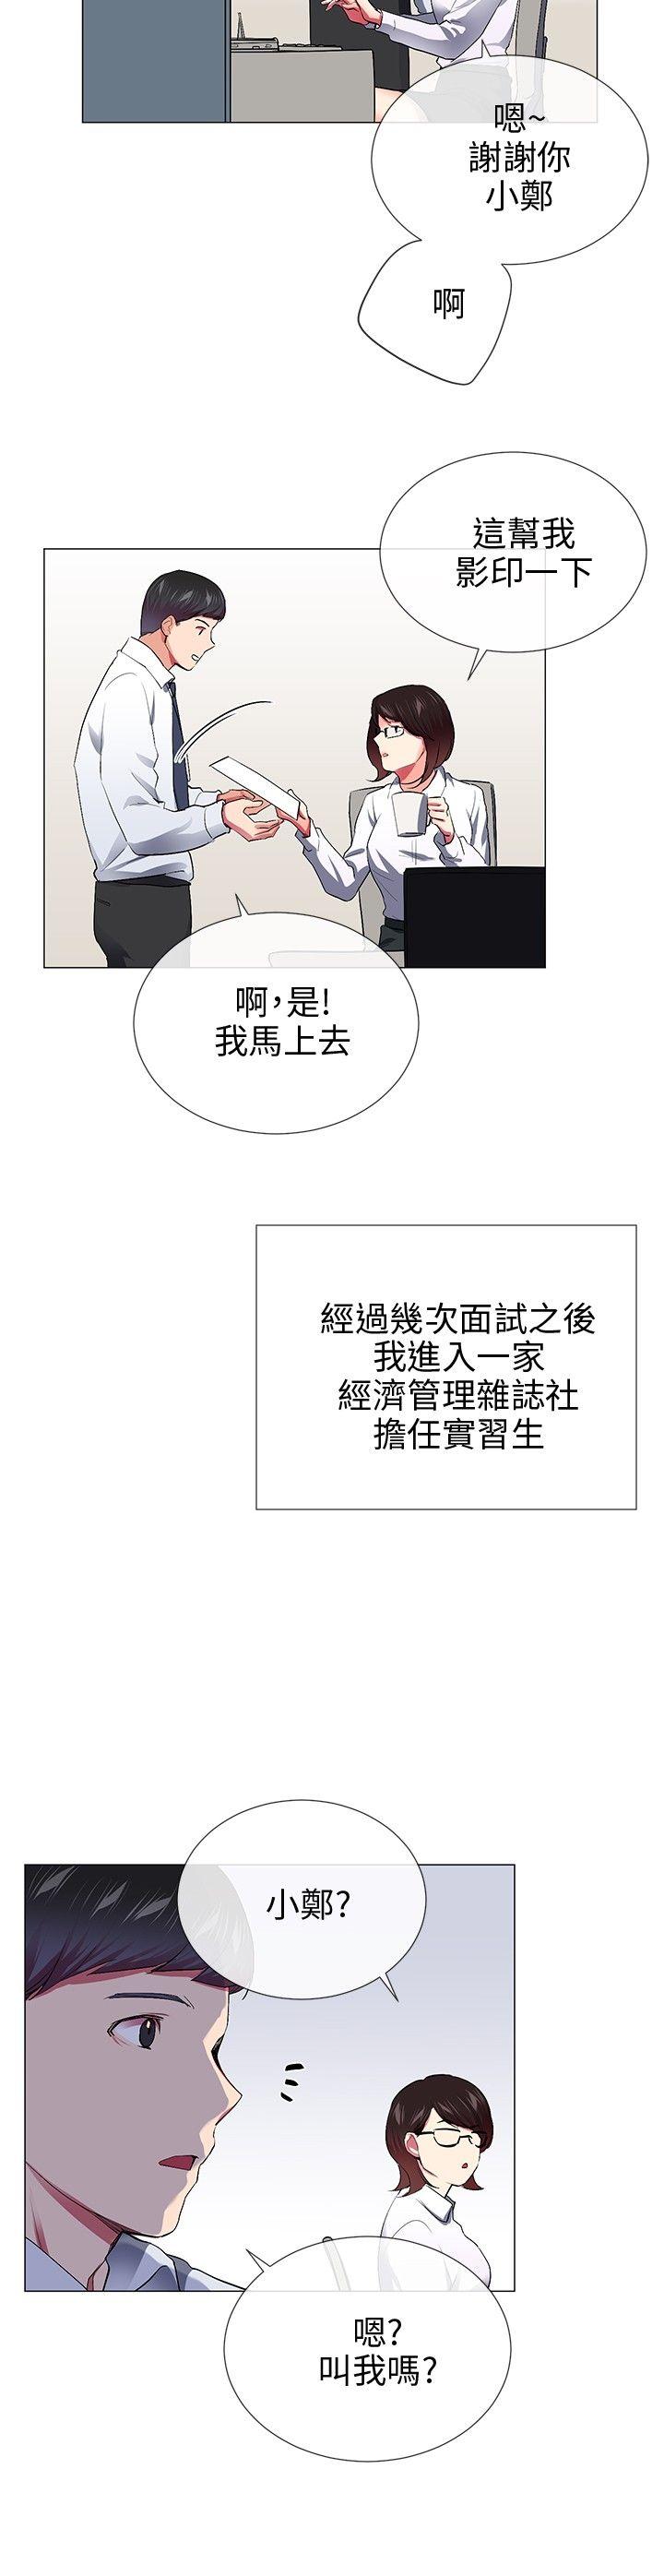 嗯~
謝謝你
小鄭
啊
這幫我
影印一下
啊，是!
我馬上去
經過幾次面試之後
我進入一家
經濟管理雜誌社
擔任實習生
小鄭?
嗯?
叫我嗎?